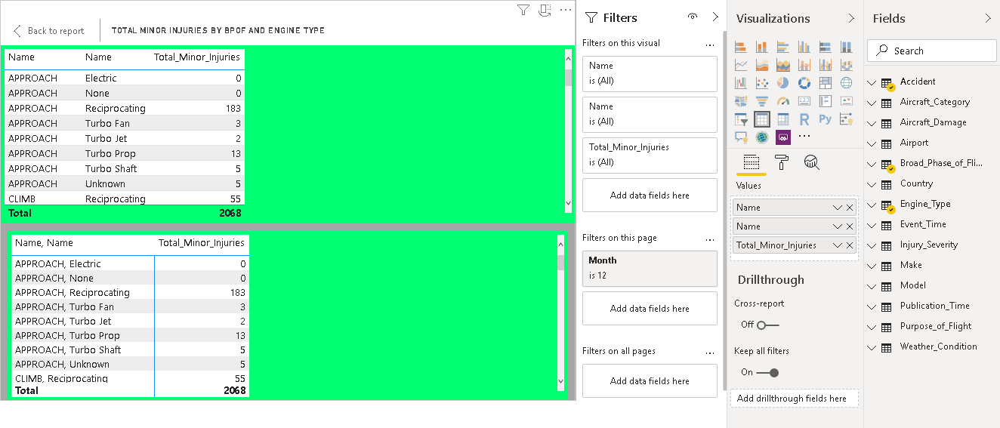 Back to report
TOTAL MINOR INJURIES BY BPOF AND ENGINE TYPE
Name Name Total_Minor_Injuries
APPROACH Electric 0
APPROACH None 0
APPROACH Reciprocating 183
APPROACH Turbo Fan 3
APPROACH Turbo Jet 2
APPROACH Turbo Prop 13
APPROACH Turbo Shaft 5
APPROACH Unknown 5
CLIMB Reciprocating 55
Total 2068
Name, Name Total_Minor_Injuries
APPROACH, Electric 0
APPROACH, None 0
APPROACH, Reciprocating 183
APPROACH, Turbo Fan 3
APPROACH, Turbo Jet 2
APPROACH, Turbo Prop 13
APPROACH, Turbo Shaft 5
APPROACH, Unknown 5
CLIMB, Reciprocating 55
Total 2068
Filters
Filters on this visual ...
Name
is (All)
Name
is (All)
Total_Minor_Injuries
is (All)
Add data fields here
Filters on this page ...
Month
is 12
Add data fields here
Filters on all pages ...
Add data fields here
Visualizations
123
R Py
...
Values
Name
Name
Total_Minor_Injuries
Drillthrough
Cross-report
Off
Keep all filters
On
Add drillthrough fields here
Fields
Search
Accident
Aircraft_Category
Aircraft_Damage
Airport
Broad_Phase_of_Fli...
Country
Engine_Type
Event_Time
Injury_Severity
Make
Model
Publication_Time
Purpose_of_Flight
Weather_Condition